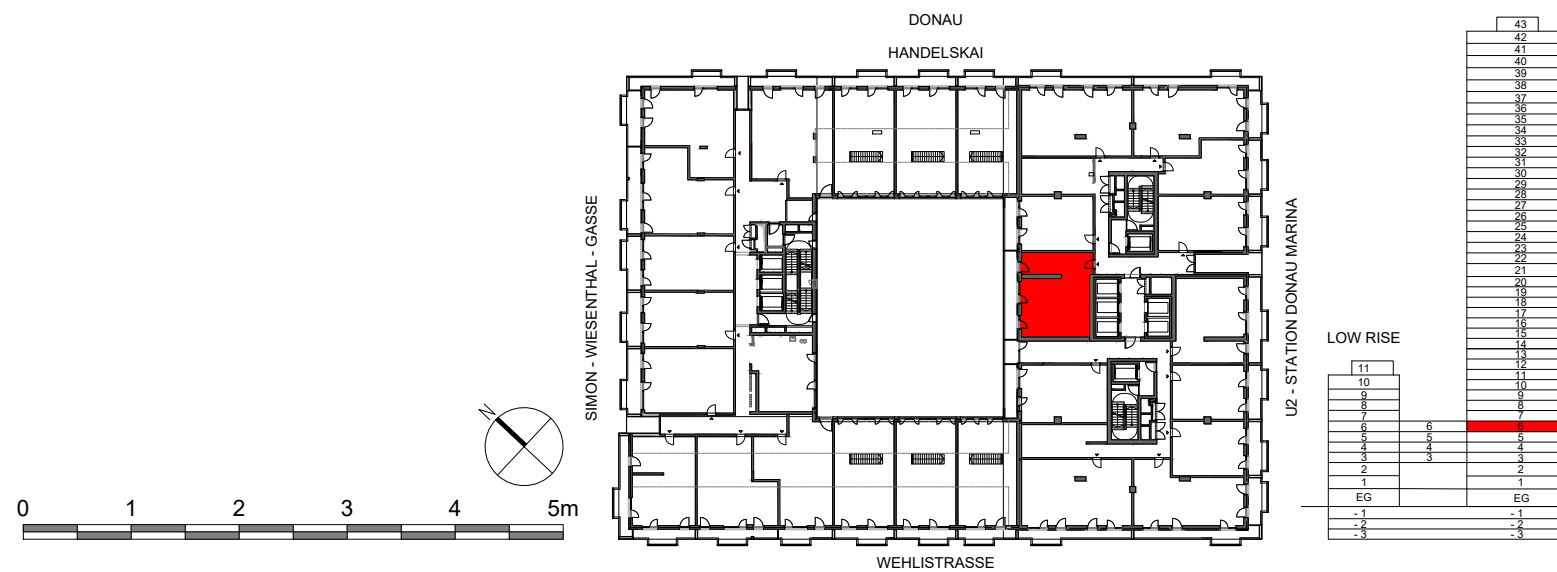 DONAU
HANDELSKAI
SIMON - WIESENTHAL - GASSE
U2 - STATION DONAU MARINA
WEHLISTRASSE
N
0 1 2 3 4 5m
LOW RISE
43
42
41
40
39
38
37
36
35
34
33
32
31
30
29
28
27
26
25
24
23
22
21
20
19
18
17
16
15
14
13
12
11 11
10 10
9 9
8 8
7 7
6 6 6
5 5 5
4 4 4
3 3 3
2 2
1 1
EG EG
- 1 - 1
- 2 - 2
- 3 - 3